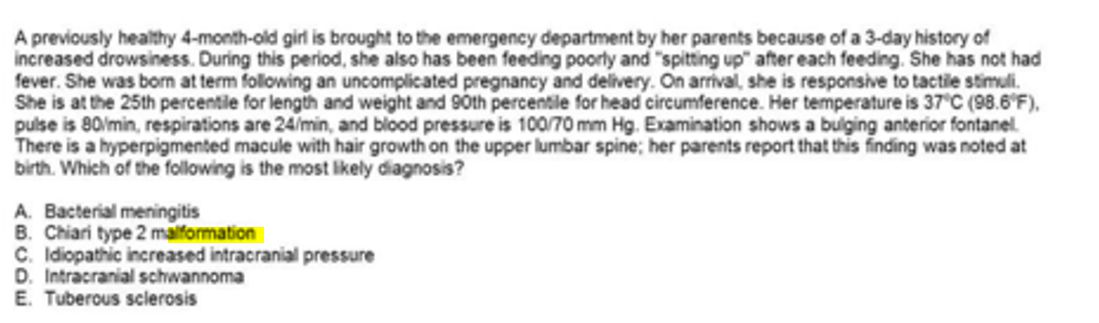 A previously healthy 4-month-old girl is brought to the emergency department by her parents because of a 3-day history of
increased drowsiness. During this period, she also has been feeding poorly and "spitting up" after each feeding. She has not had
fever. She was born at term following an uncomplicated pregnancy and delivery. On arrival, she is responsive to tactile stimuli.
She is at the 25th percentile for length and weight and 90th percentile for head circumference. Her temperature is 37°C (98.6°F),
pulse is 80/min, respirations are 24/min, and blood pressure is 100/70 mm Hg. Examination shows a bulging anterior fontanel.
There is a hyperpigmented macule with hair growth on the upper lumbar spine; her parents report that this finding was noted at
birth. Which of the following is the most likely diagnosis?
A. Bacterial meningitis
B. Chiari type 2 malformation
C. Idiopathic increased intracranial pressure
D. Intracranial schwannoma
E. Tuberous sclerosis